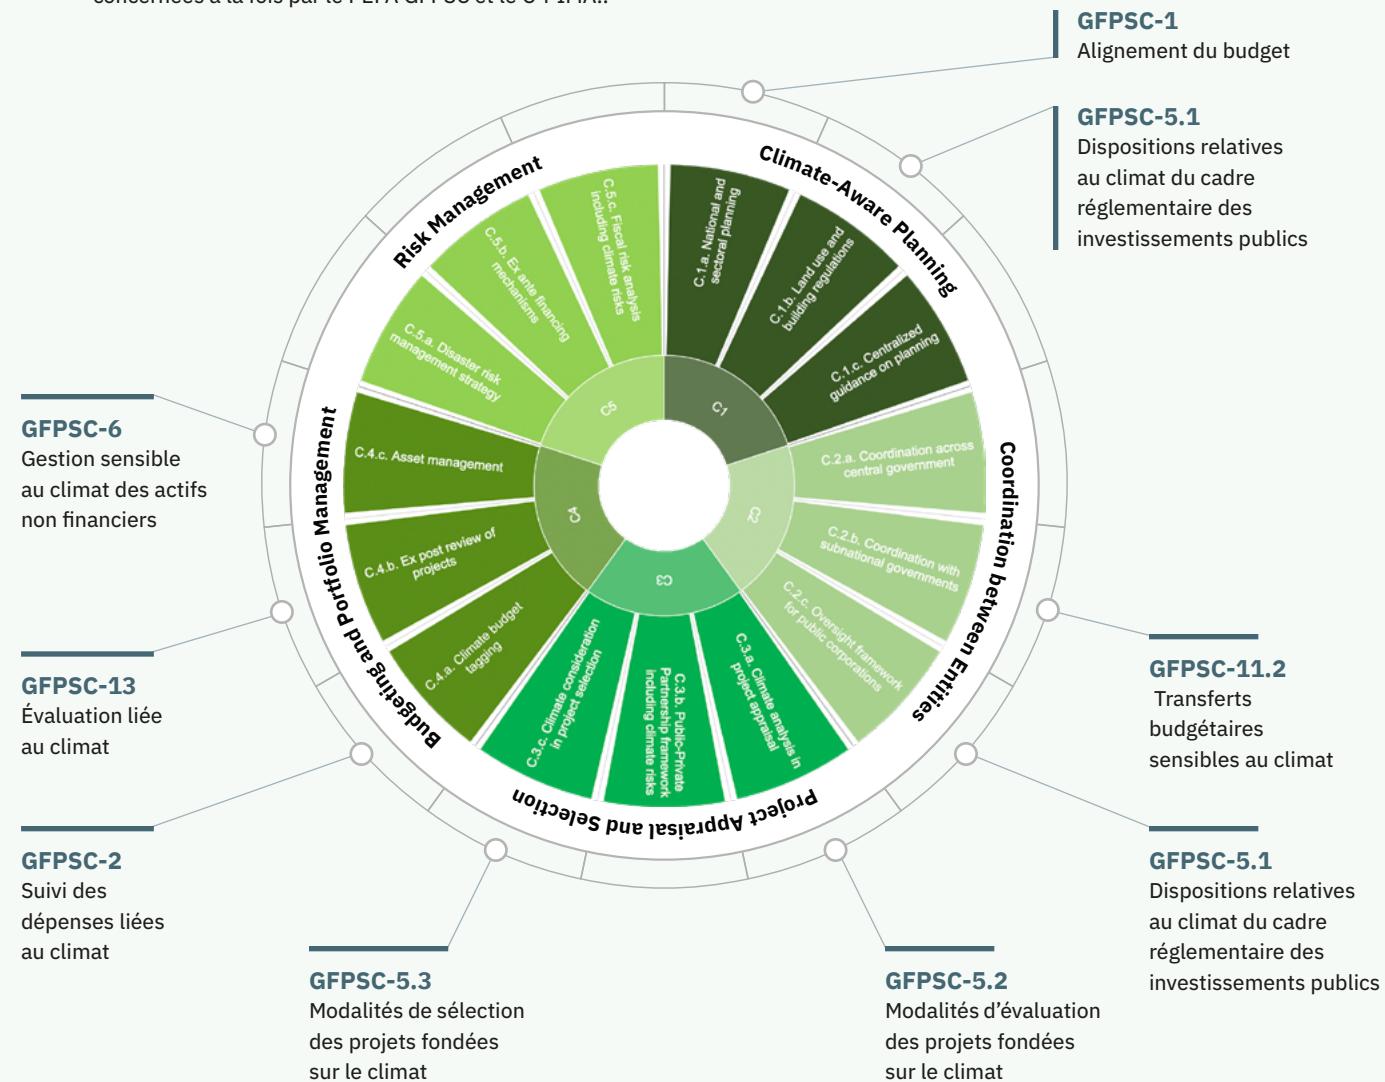 GFPSC-1
Alignement du budget
GFPSC-5.1
Dispositions relatives
au climat du cadre
réglementaire des
investissements publics
Climate-Aware Planning
C.1.a. National and
sectoral planning
C.1.b. Land use and
building regulations
C.1.c. Centralized
guidance on planning
C1
Coordination between Entities
C.2.a. Coordination across
central government
C.2.b. Coordination with
subnational governments
C.2.c. Oversight framework
for public corporations
C2
GFPSC-11.2
Transferts
budgétaires
sensibles au climat
GFPSC-5.1
Dispositions relatives
au climat du cadre
réglementaire des
investissements publics
Project Appraisal and Selection
C.3.a. Climate analysis in
project appraisal
C.3.b. Public-Private
Partnership framework
including climate risks
C.3.c. Climate consideration
in project selection
C3
GFPSC-5.2
Modalités d’évaluation
des projets fondées
sur le climat
GFPSC-5.3
Modalités de sélection
des projets fondées
sur le climat
Budgeting and Portfolio Management
C.4.a. Climate budget
tagging
C.4.b. Ex post review of
projects
C.4.c. Asset management
C4
GFPSC-2
Suivi des
dépenses liées
au climat
GFPSC-13
Évaluation liée
au climat
GFPSC-6
Gestion sensible
au climat des actifs
non financiers
Risk Management
C.5.a. Disaster risk
management strategy
C.5.b. Ex ante financing
mechanisms
C.5.c. Fiscal risk analysis
including climate risks
C5